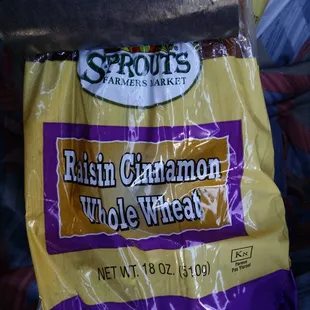 SPROUTS
FARMERS MARKET
Raisin Cinnamon
Whole Wheat
NET WT. 18 OZ. (510g)